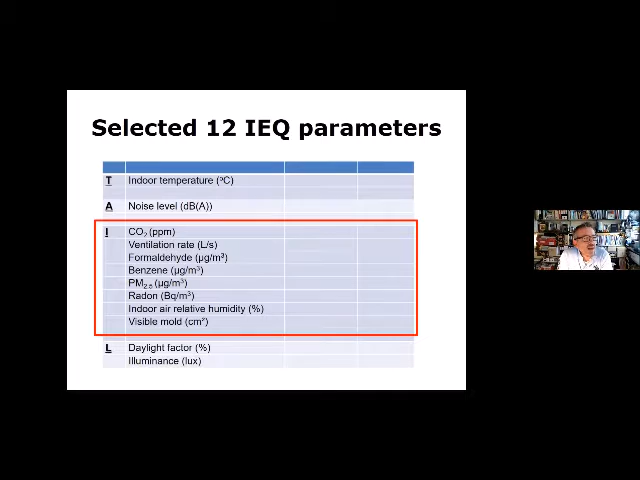 Selected 12 IEQ parameters
T Indoor temperature (°C)
A Noise level (dB(A))
I CO₂ (ppm)
Ventilation rate (L/s)
Formaldehyde (µg/m³)
Benzene (µg/m³)
PM₂.₅ (µg/m³)
Radon (Bq/m³)
Indoor air relative humidity (%)
Visible mold (cm²)
L Daylight factor (%)
Illuminance (lux)